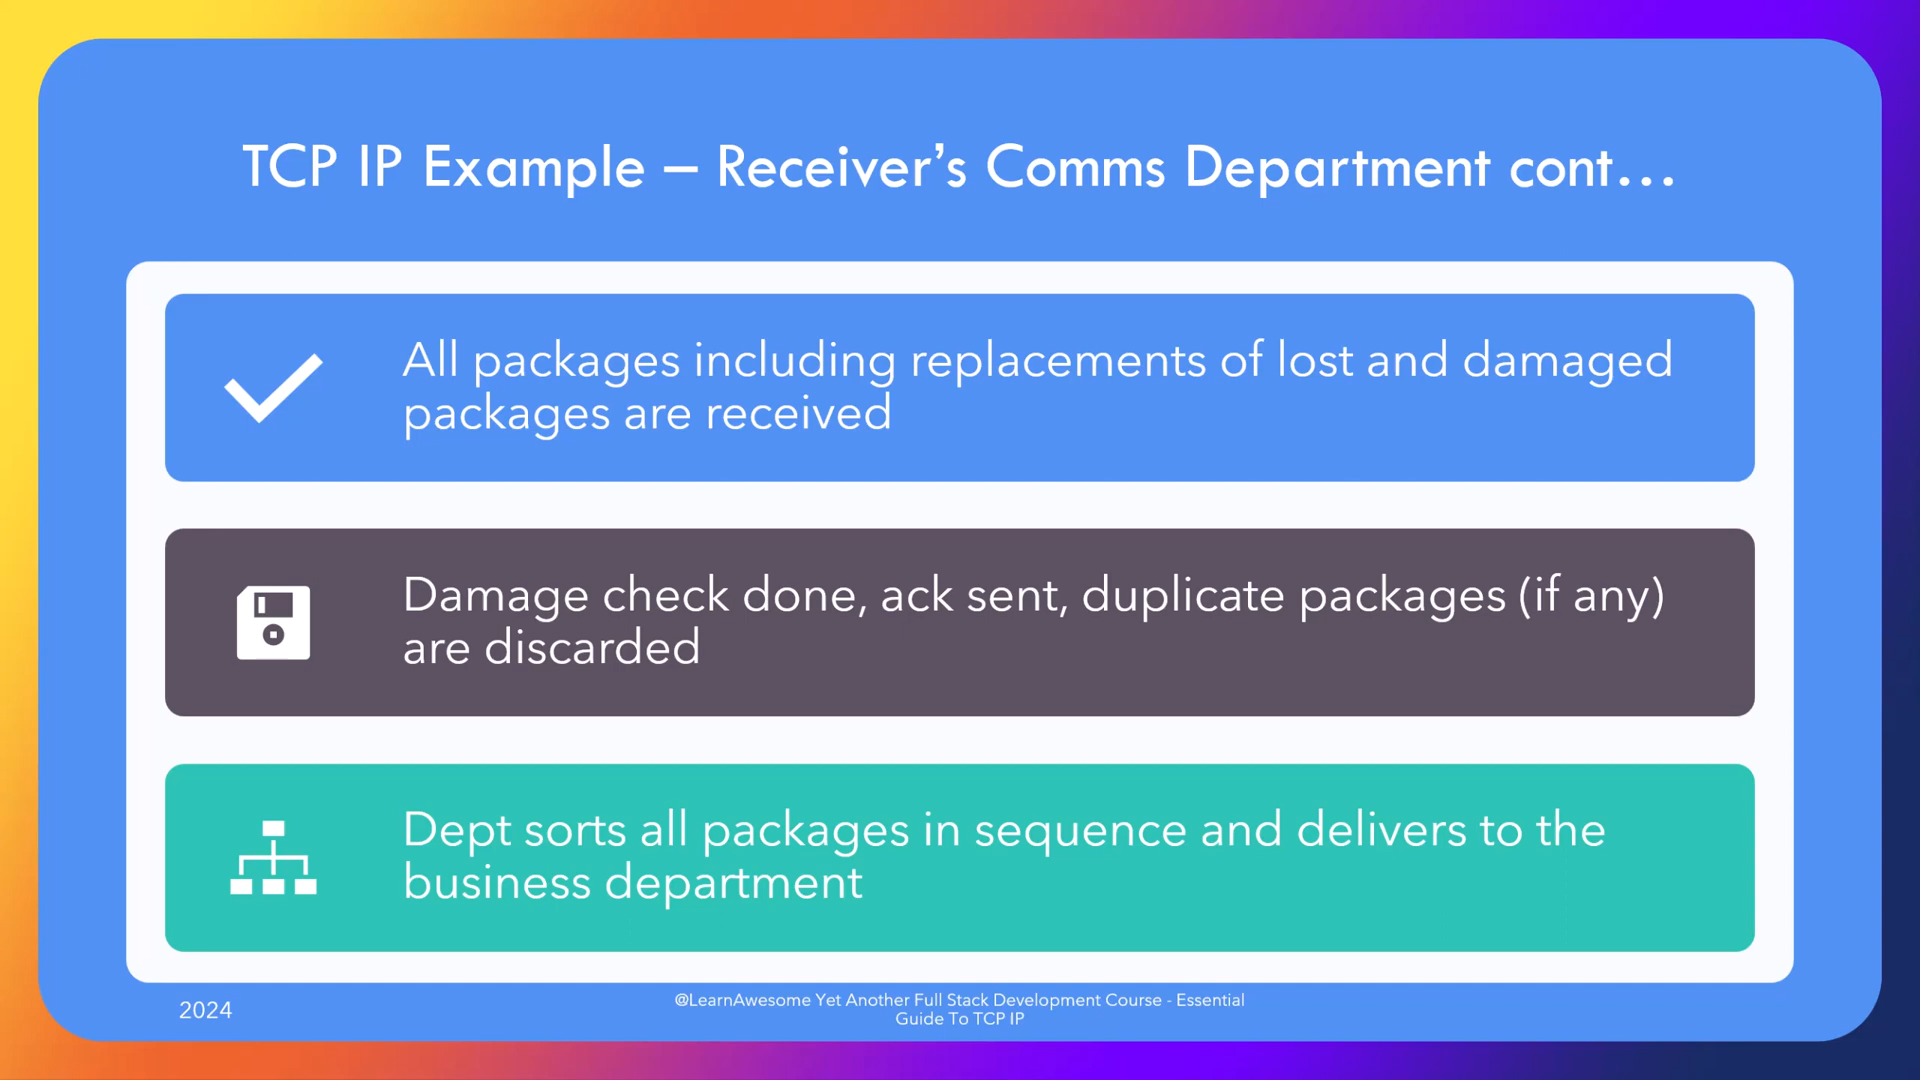 TCP IP Example – Receiver’s Comms Department cont…
All packages including replacements of lost and damaged
packages are received
Damage check done, ack sent, duplicate packages (if any)
are discarded
Dept sorts all packages in sequence and delivers to the
business department
2024
@LearnAwesome Yet Another Full Stack Development Course - Essential
Guide To TCP IP